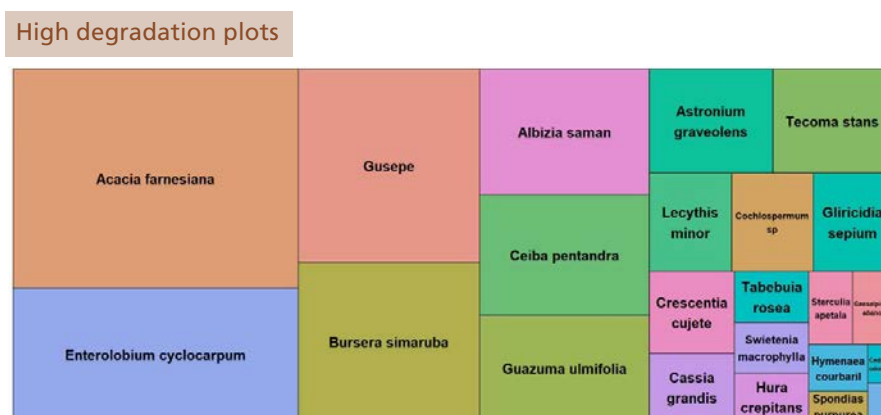 High degradation plots
Acacia farnesiana
Enterolobium cyclocarpum
Gusepe
Bursera simaruba
Albizia saman
Ceiba pentandra
Guazuma ulmifolia
Astronium
graveolens
Tecoma stans
Lecythis
minor
Cochlospermum
sp
Gliricidia
sepium
Crescentia
cujete
Tabebuia
rosea
Sterculia
apetala
Swietenia
macrophylla
Cassia
grandis
Hura
crepitans
Hymenaea
courbaril
Spondias